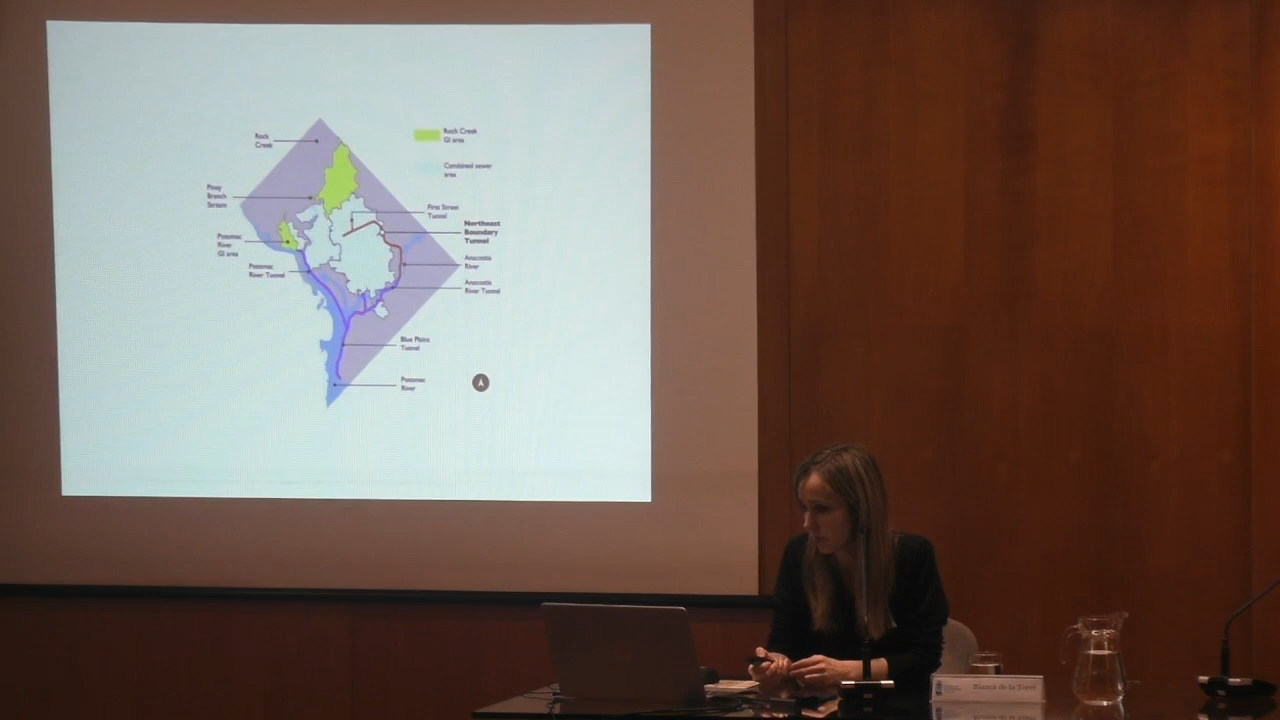 Rock
Creek
Piney
Branch
Stream
Potomac
River
GI area
Potomac
River Tunnel
Rock Creek
GI area
Combined sewer
area
First Street
Tunnel
Northeast
Boundary
Tunnel
Anacostia
River
Anacostia
River Tunnel
Blue Plains
Tunnel
Potomac
River
Blanca de la Torre